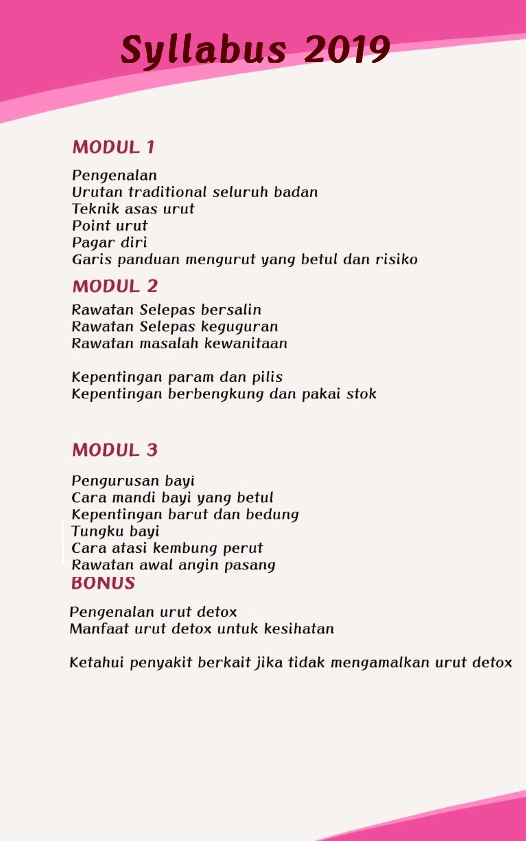 Syllabus 2019
MODUL 1
Pengenalan
Urutan traditional seluruh badan
Teknik asas urut
Point urut
Pagar diri
Garis panduan mengurut yang betul dan risiko
MODUL 2
Rawatan Selepas bersalin
Rawatan Selepas keguguran
Rawatan masalah kewanitaan
Kepentingan param dan pilis
Kepentingan berbengkung dan pakai stok
MODUL 3
Pengurusan bayi
Cara mandi bayi yang betul
Kepentingan barut dan bedung
Tungku bayi
Cara atasi kembung perut
Rawatan awal angin pasang
BONUS
Pengenalan urut detox
Manfaat urut detox untuk kesihatan
Ketahui penyakit berkait jika tidak mengamalkan urut detox